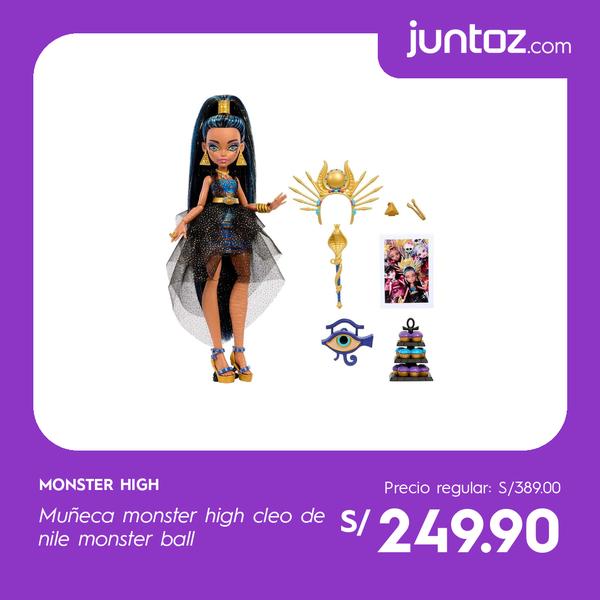 juntoz.com
MONSTER HIGH
Muñeca monster high cleo de
nile monster ball
Precio regular: S/389.00
S/ 249.90